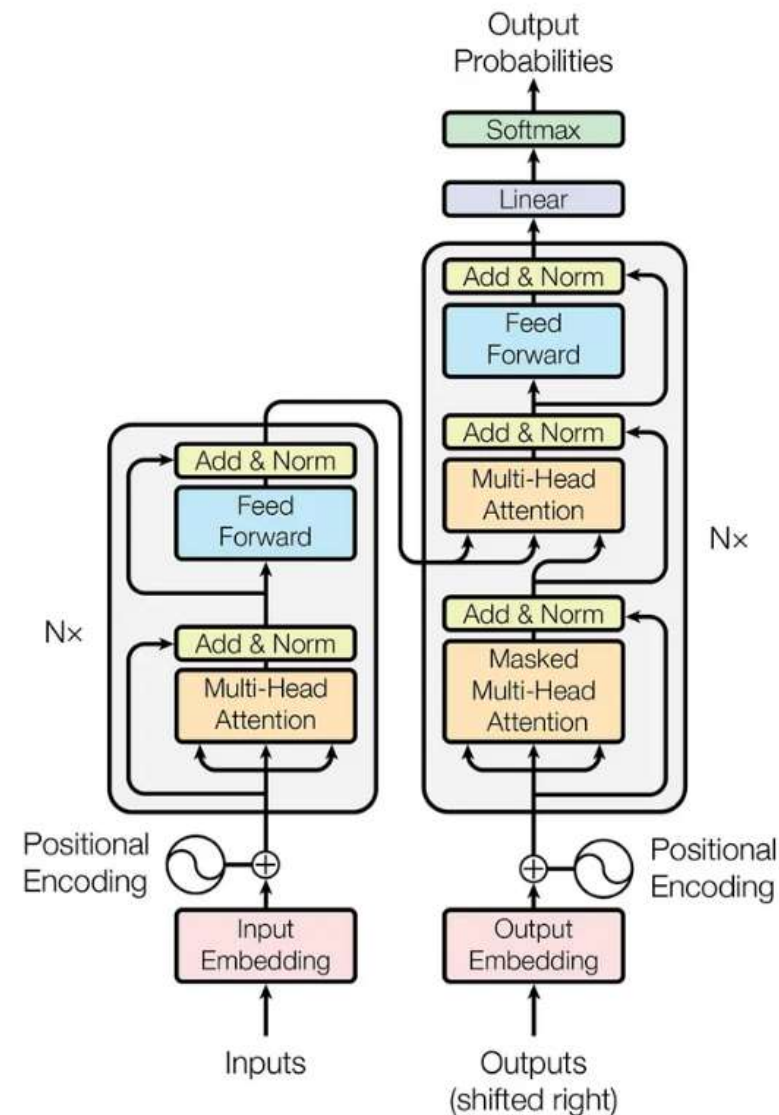 Output
Probabilities
Softmax
Linear
Add & Norm
Feed
Forward
Add & Norm
Multi-Head
Attention
Add & Norm
Masked
Multi-Head
Attention
N×
Add & Norm
Feed
Forward
N×
Add & Norm
Multi-Head
Attention
Positional
Encoding
Positional
Encoding
Input
Embedding
Output
Embedding
Inputs
Outputs
(shifted right)